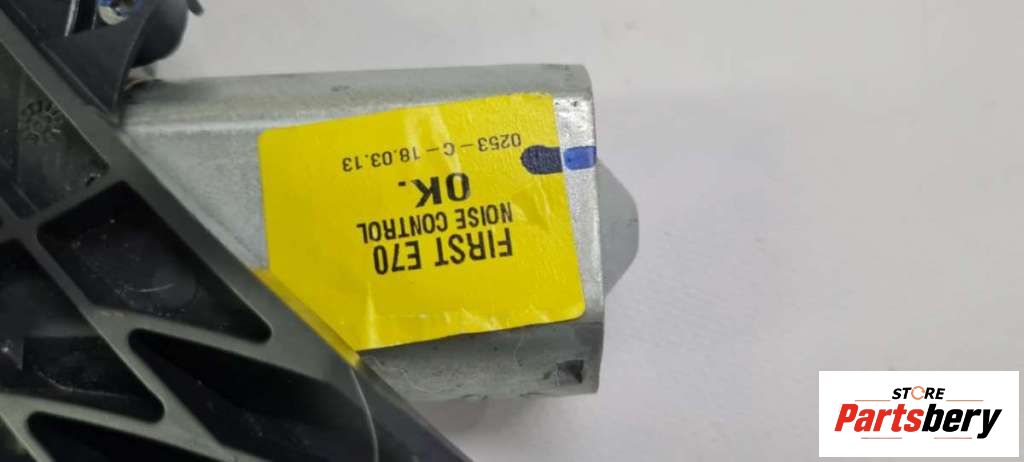 FIRST E70
NOISE CONTROL
OK.
0253 - C - 18.03.13
STORE
Partsbery